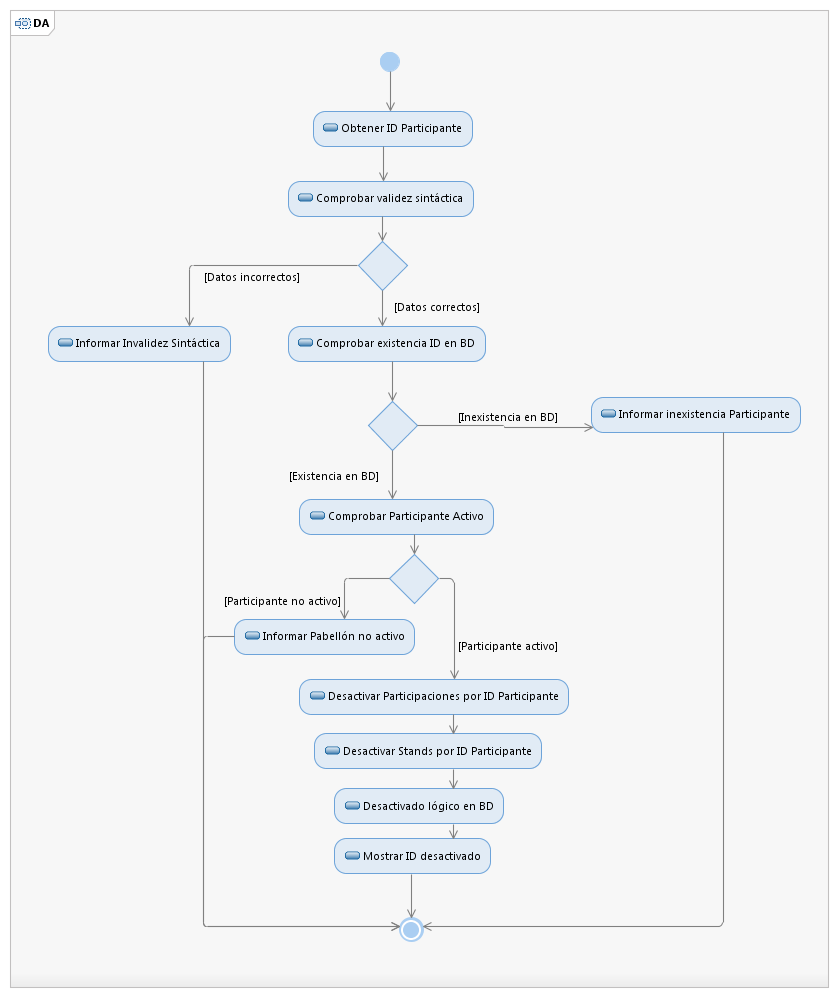 DA
Obtener ID Participante
Comprobar validez sintáctica
[Datos incorrectos]
[Datos correctos]
Informar Invalidez Sintáctica
Comprobar existencia ID en BD
[Inexistencia en BD]
Informar inexistencia Participante
[Existencia en BD]
Comprobar Participante Activo
[Participante no activo]
Informar Pabellón no activo
[Participante activo]
Desactivar Participaciones por ID Participante
Desactivar Stands por ID Participante
Desactivado lógico en BD
Mostrar ID desactivado